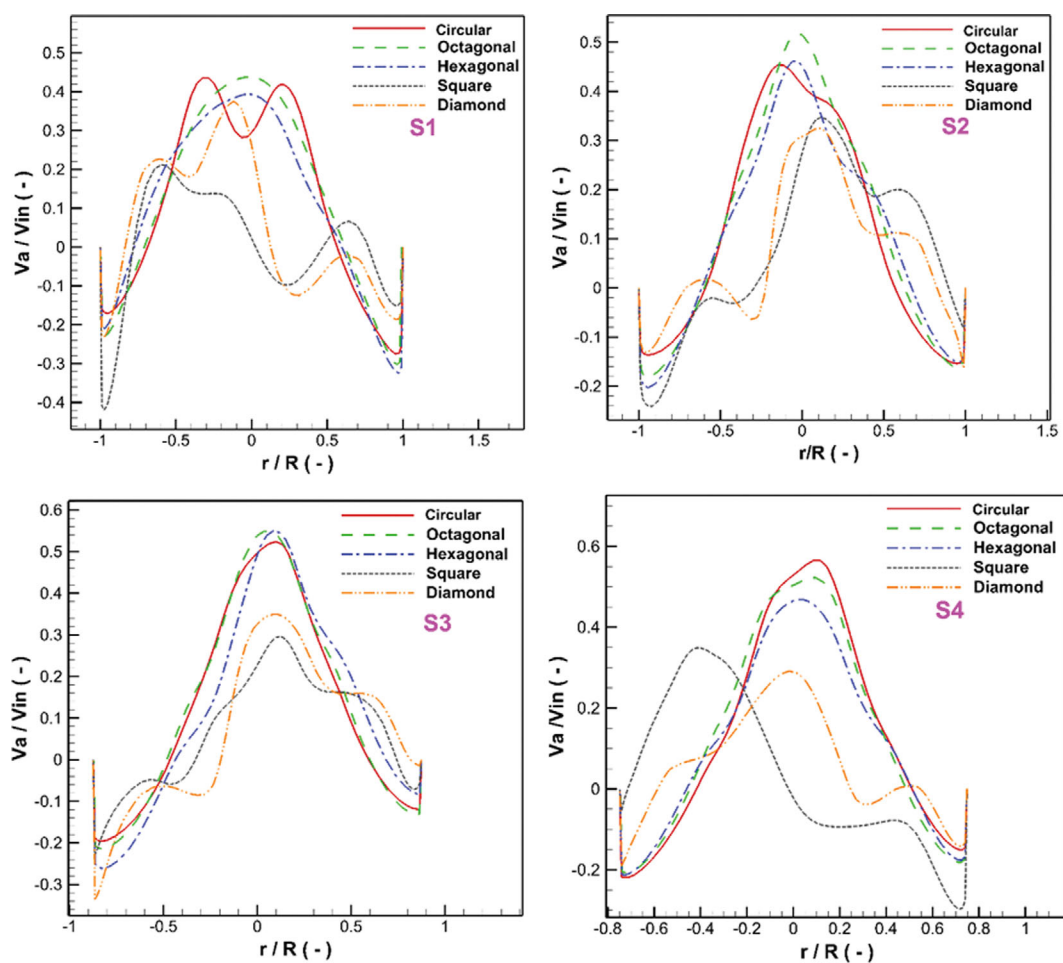 Circular
Octagonal
Hexagonal
Square
Diamond
S1
0.5
0.4
0.3
0.2
0.1
0
-0.1
-0.2
-0.3
-0.4
Va / Vin ( - )
-1
-0.5
0
0.5
1
1.5
r / R ( - )
Circular
Octagonal
Hexagonal
Square
Diamond
S2
0.5
0.4
0.3
0.2
0.1
0
-0.1
-0.2
Va / Vin ( - )
-1
-0.5
0
0.5
1
1.5
r/R ( - )
Circular
Octagonal
Hexagonal
Square
Diamond
S3
0.6
0.5
0.4
0.3
0.2
0.1
0
-0.1
-0.2
-0.3
Va / Vin ( - )
-1
-0.5
0
0.5
1
r / R ( - )
Circular
Octagonal
Hexagonal
Square
Diamond
S4
0.6
0.4
0.2
0
-0.2
Va /Vin ( - )
-0.8
-0.6
-0.4
-0.2
0
0.2
0.4
0.6
0.8
1
r / R ( - )